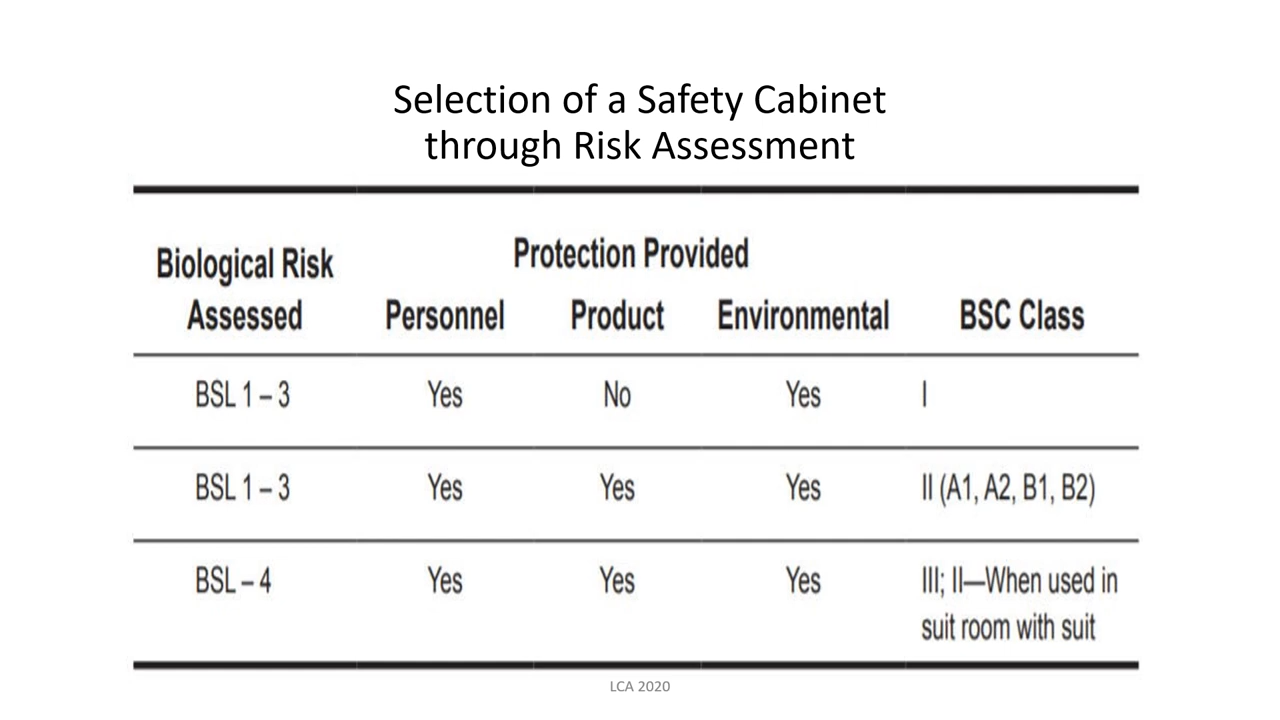 Selection of a Safety Cabinet
through Risk Assessment
Biological Risk
Assessed
Protection Provided
Personnel Product Environmental BSC Class
BSL 1 – 3 Yes No Yes I
BSL 1 – 3 Yes Yes Yes II (A1, A2, B1, B2)
BSL – 4 Yes Yes Yes III; II—When used in
suit room with suit
LCA 2020